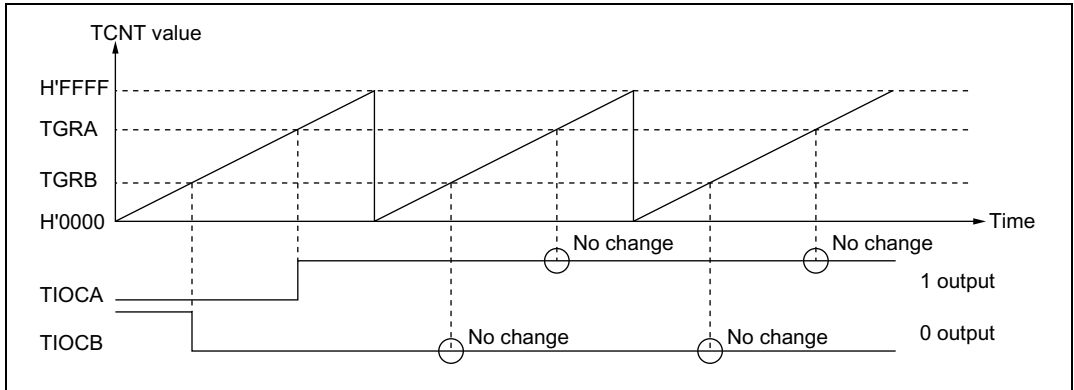 TCNT value
H'FFFF
TGRA
TGRB
H'0000
Time
No change
No change
TIOCA
1 output
No change
No change
TIOCB
0 output